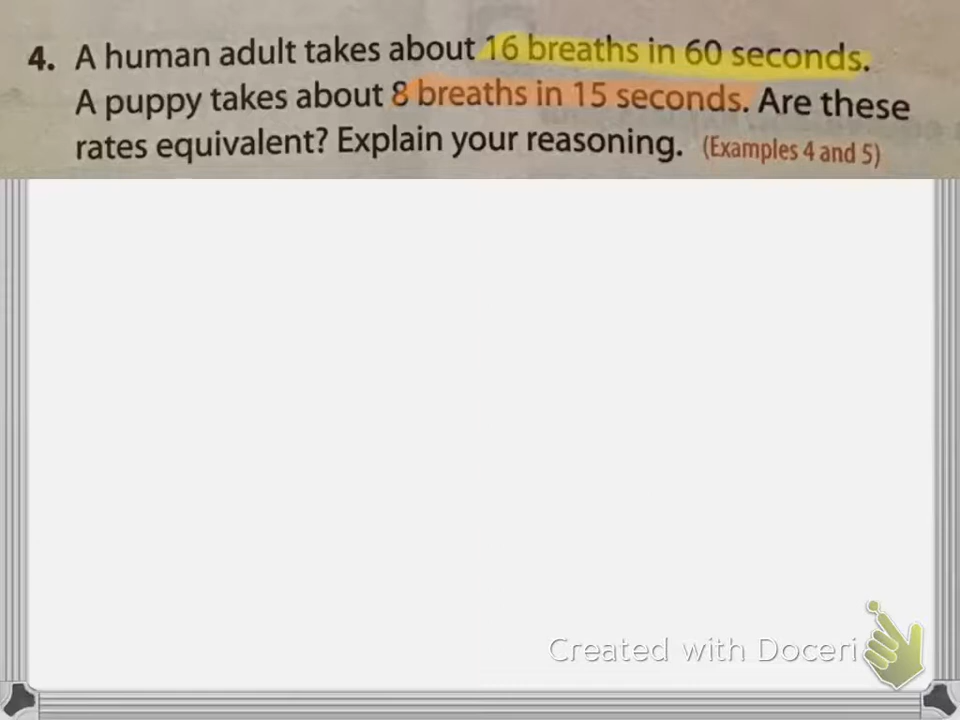 4. A human adult takes about 16 breaths in 60 seconds.
A puppy takes about 8 breaths in 15 seconds. Are these
rates equivalent? Explain your reasoning. (Examples 4 and 5)
Created with Doceri